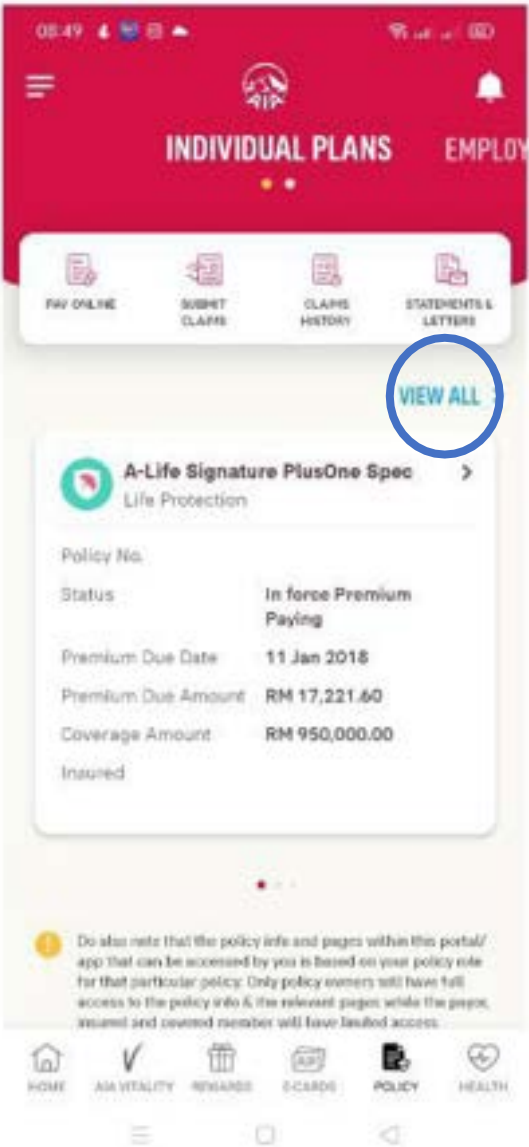 08:49
AIA
INDIVIDUAL PLANS
EMPLOY
PAY ONLINE
SUBMIT
CLAIMS
CLAIMS
HISTORY
STATEMENTS &
LETTERS
VIEW ALL
A-Life Signature PlusOne Spec
Life Protection
Policy No.
Status
In force Premium
Paying
Premium Due Date
11 Jan 2018
Premium Due Amount
RM 17,221.60
Coverage Amount
RM 950,000.00
Insured
Do also note that the policy info and pages within this portal/
app that can be accessed by you is based on your policy role
for that particular policy. Only policy owners will have full
access to the policy info & the relevant pages while the payor,
insured and covered member will have limited access.
HOME
AIA VITALITY
REWARDS
E-CARDS
POLICY
HEALTH